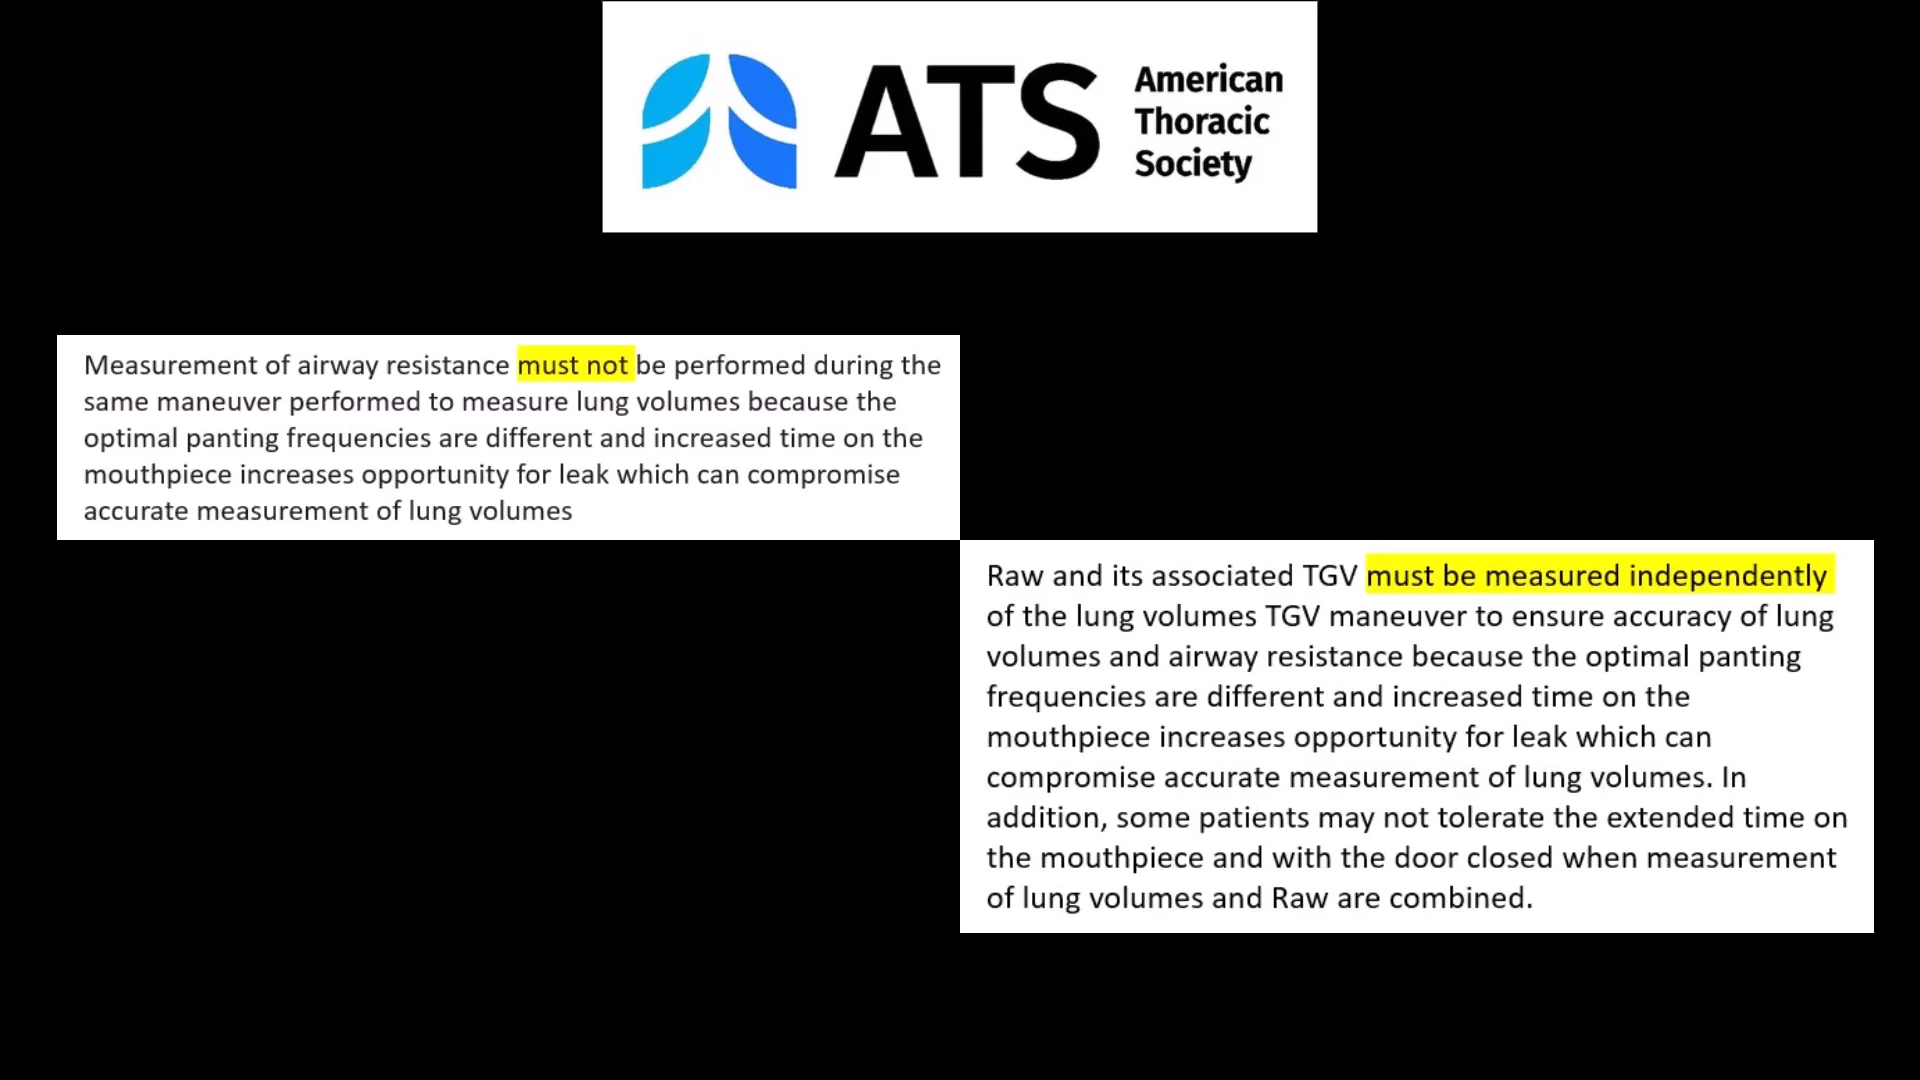 ATS
American
Thoracic
Society
Measurement of airway resistance must not be performed during the
same maneuver performed to measure lung volumes because the
optimal panting frequencies are different and increased time on the
mouthpiece increases opportunity for leak which can compromise
accurate measurement of lung volumes
Raw and its associated TGV must be measured independently
of the lung volumes TGV maneuver to ensure accuracy of lung
volumes and airway resistance because the optimal panting
frequencies are different and increased time on the
mouthpiece increases opportunity for leak which can
compromise accurate measurement of lung volumes. In
addition, some patients may not tolerate the extended time on
the mouthpiece and with the door closed when measurement
of lung volumes and Raw are combined.